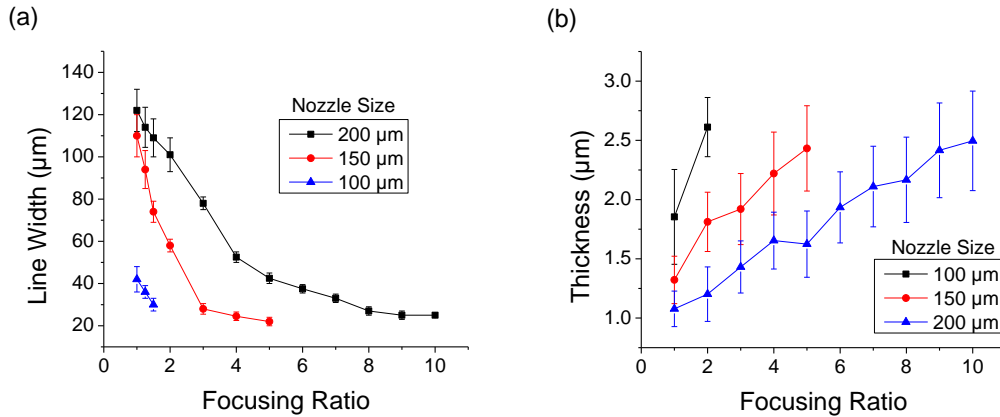 (a)
Line Width (µm)
140
120
100
80
60
40
20
0
2
4
6
8
10
Focusing Ratio
Nozzle Size
200 µm
150 µm
100 µm
(b)
Thickness (µm)
3.0
2.5
2.0
1.5
1.0
0
2
4
6
8
10
Focusing Ratio
Nozzle Size
100 µm
150 µm
200 µm